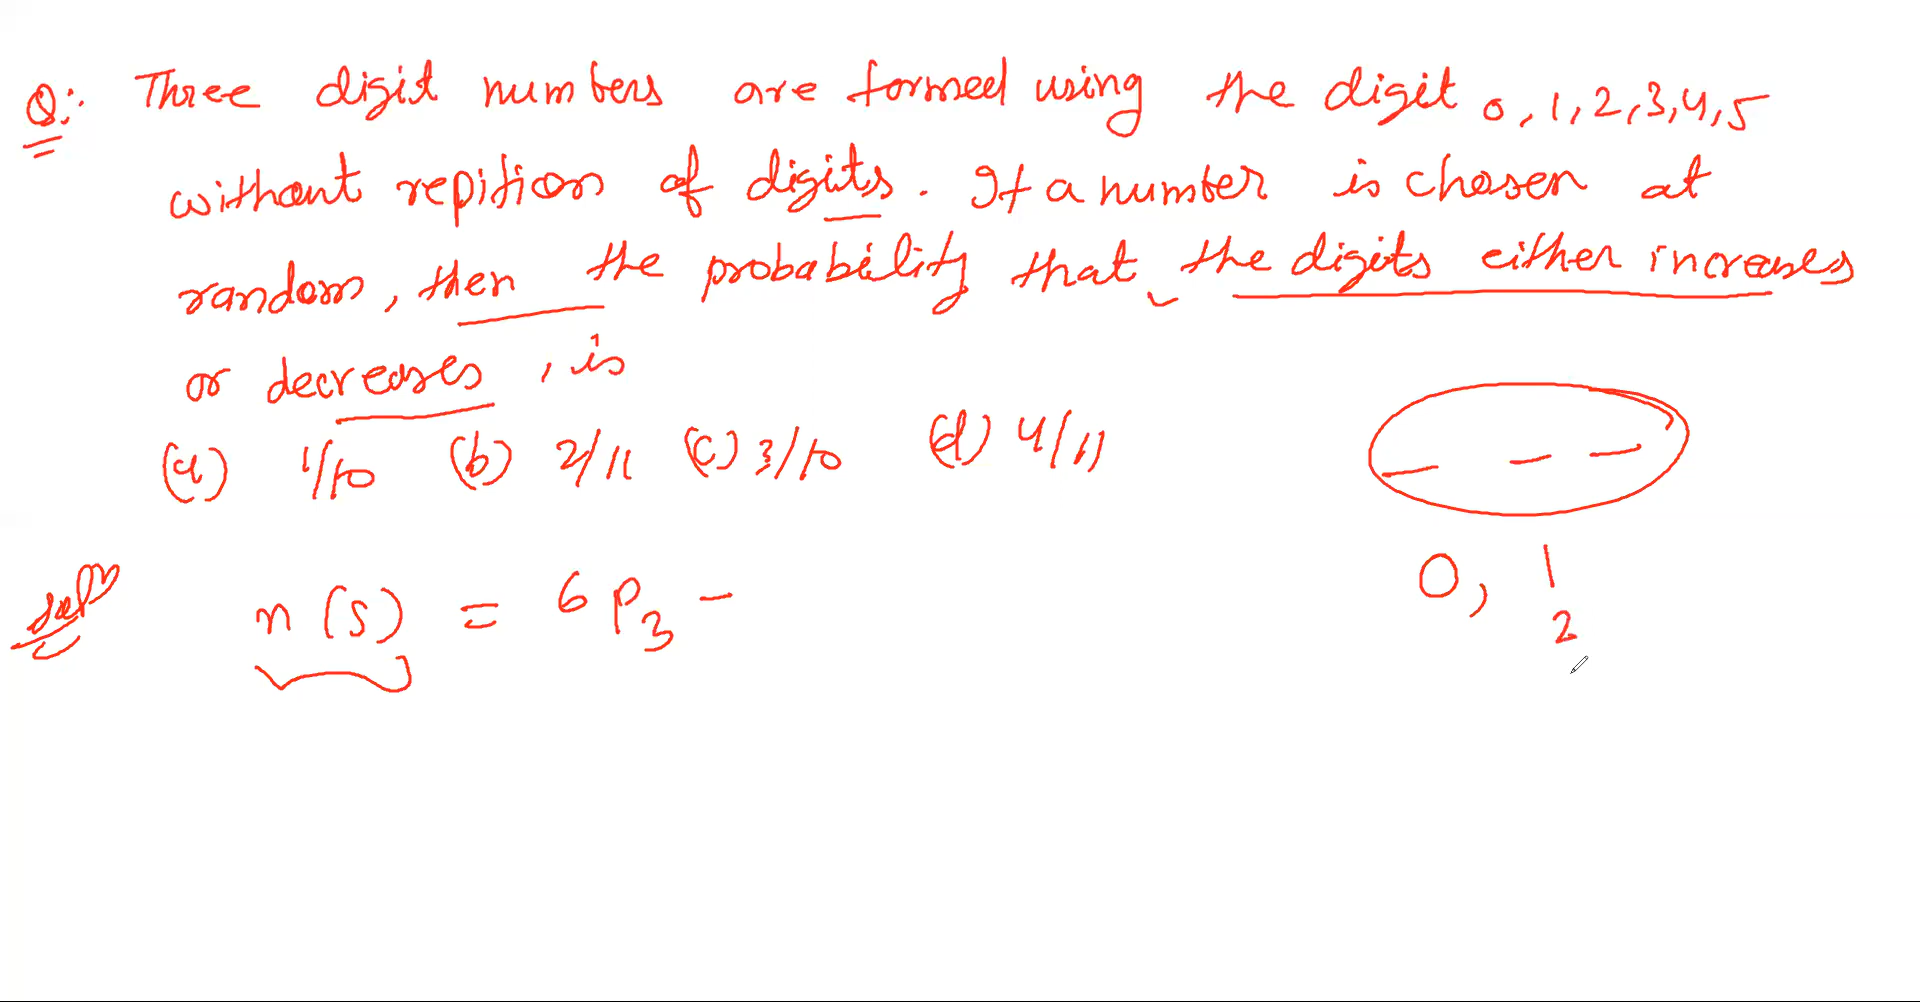 Q:. Three digit numbers are formed using the digit 0, 1, 2, 3, 4, 5
without repition of digits. If a number is chosen at
random, then the probability that the digits either increases
or decreases, is
(a) 1/10 (b) 2/11 (c) 3/10 (d) 4/11
Sol
n(S) = 6P3 -
0, 1
2